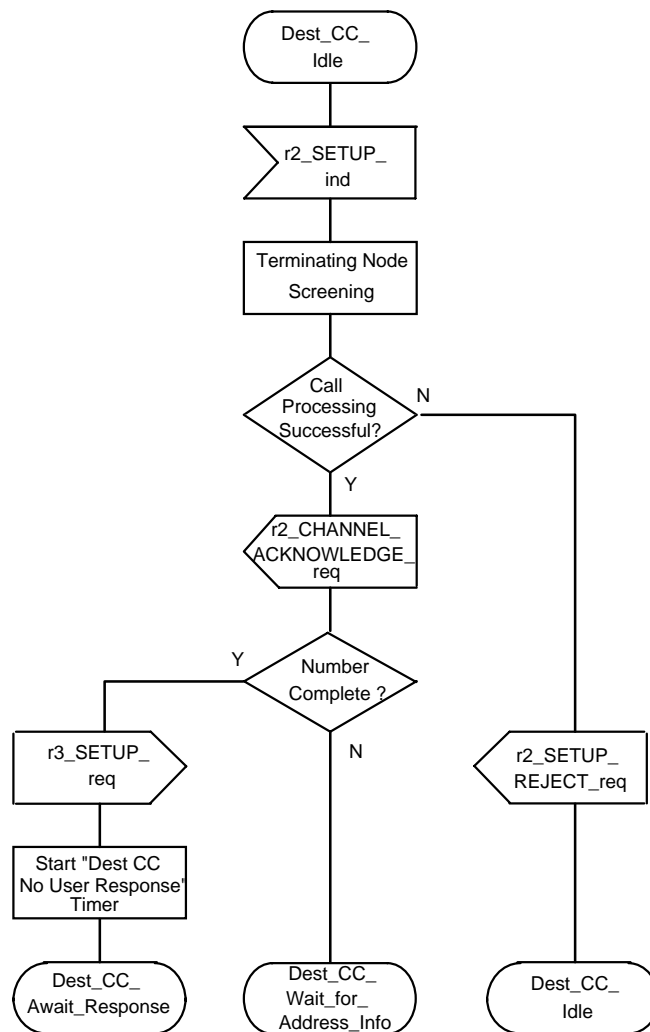 Dest_CC_
Idle
r2_SETUP_
ind
Terminating Node
Screening
Call
Processing
Successful?
N
Y
r2_CHANNEL_
ACKNOWLEDGE_
req
Number
Complete ?
Y
N
r3_SETUP_
req
r2_SETUP_
REJECT_req
Start "Dest CC
No User Response'
Timer
Dest_CC_
Await_Response
Dest_CC_
Wait_for_
Address_Info
Dest_CC_
Idle